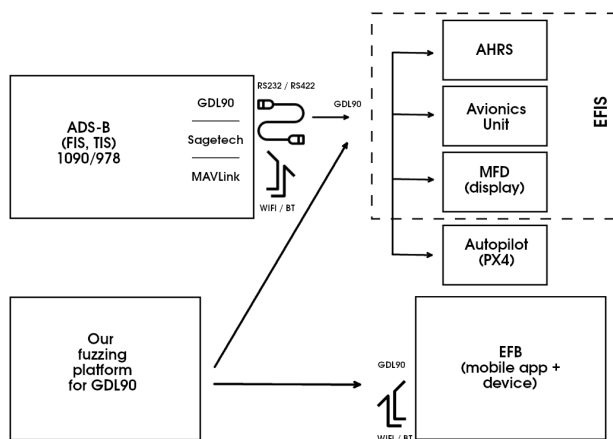 ADS-B
(FIS, TIS)
1090/978
GDL90
Sagetech
MAVLink
RS232 / RS422
WIFI / BT
GDL90
AHRS
Avionics
Unit
MFD
(display)
EFIS
Autopilot
(PX4)
Our
fuzzing
platform
for GDL90
GDL90
WIFI / BT
EFB
(mobile app +
device)